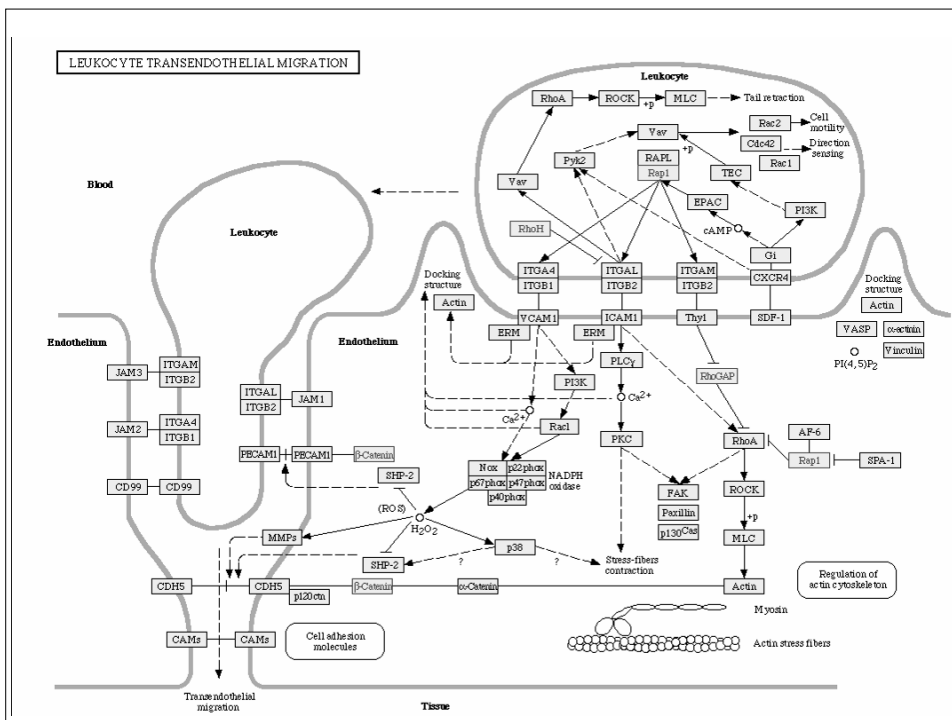 LEUKOCYTE TRANSENDOTHELIAL MIGRATION
Leukocyte
RhoA
ROCK
+p
MLC
Tail retraction
Vav
Rac2
Cell
motility
Cdc42
Direction
sensing
Rac1
Pyk2
RAPL
+p
Rap1
TEC
Vav
EPAC
PI3K
cAMP
RhoH
Gi
ITGA4
ITGB1
ITGAL
ITGB2
ITGAM
ITGB2
CXCR4
VCAM1
ICAM1
Thy1
SDF-1
ERM
ERM
Blood
Leukocyte
Docking
structure
Actin
Docking
structure
Actin
VASP
α-actinin
Vinculin
PI(4,5)P2
Endothelium
Endothelium
JAM3
ITGAM
ITGB2
ITGAL
ITGB2
JAM1
JAM2
ITGA4
ITGB1
PECAM1
PECAM1
β-Catenin
CD99
CD99
PLCγ
RhoGAP
PI3K
Ca2+
Ca2+
Rac1
PKC
RhoA
AF-6
Rap1
SPA-1
SHP-2
Nox
p22phox
p67phox
p47phox
p40phox
NADPH
oxidase
FAK
Paxillin
p130Cas
ROCK
+p
MLC
(ROS)
H2O2
MMPs
SHP-2
p38
?
?
Stress-fibers
contraction
CDH5
CDH5
p120ctn
β-Catenin
α-Catenin
Actin
Regulation of
actin cytoskeleton
Myosin
Actin stress fibers
CAMs
CAMs
Cell adhesion
molecules
Transendothelial
migration
Tissue